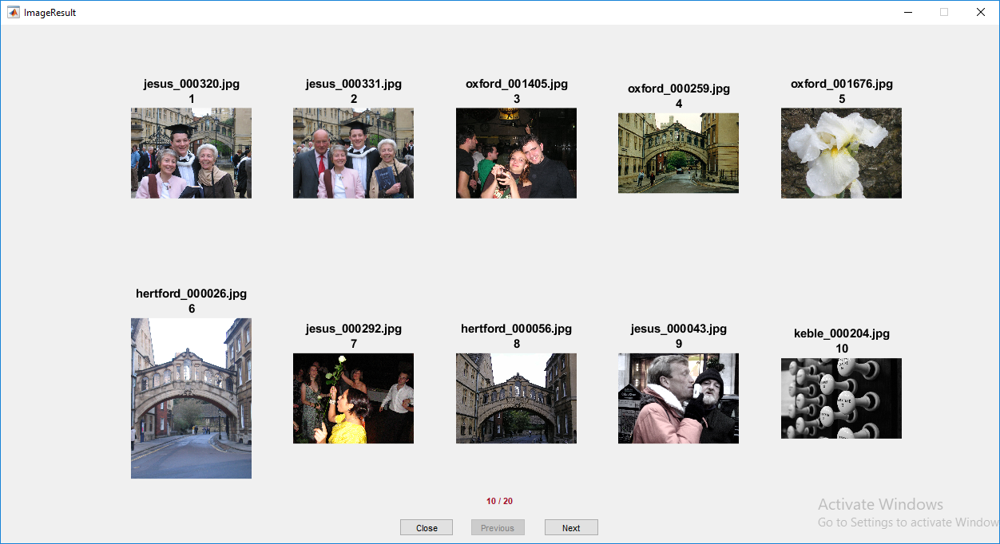 ImageResult
jesus_000320.jpg
1
jesus_000331.jpg
2
oxford_001405.jpg
3
oxford_000259.jpg
4
oxford_001676.jpg
5
hertford_000026.jpg
6
jesus_000292.jpg
7
hertford_000056.jpg
8
jesus_000043.jpg
9
keble_000204.jpg
10
10 / 20
Close
Previous
Next
Activate Windows
Go to Settings to activate Window